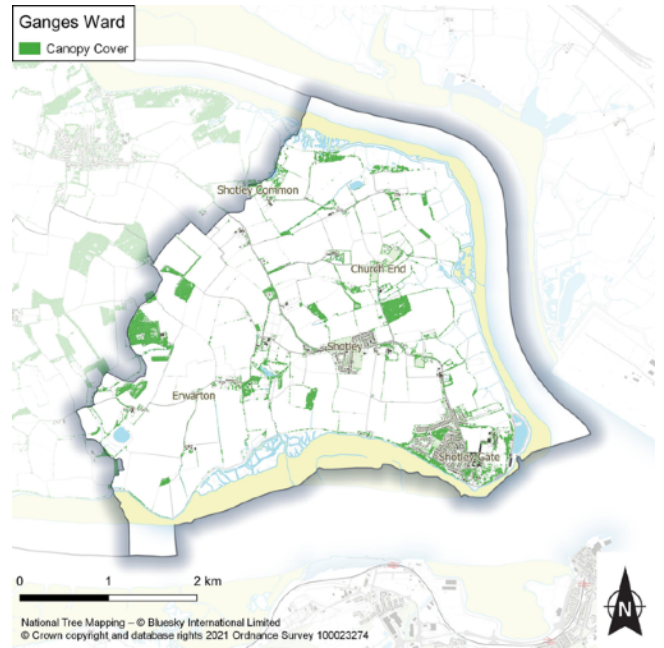 Ganges Ward
Canopy Cover
Shotley Common
Church End
Shotley
Erwarton
Shotley Gate
0 1 2 km
National Tree Mapping – © Bluesky International Limited
© Crown copyright and database rights 2021 Ordnance Survey 100023274
N